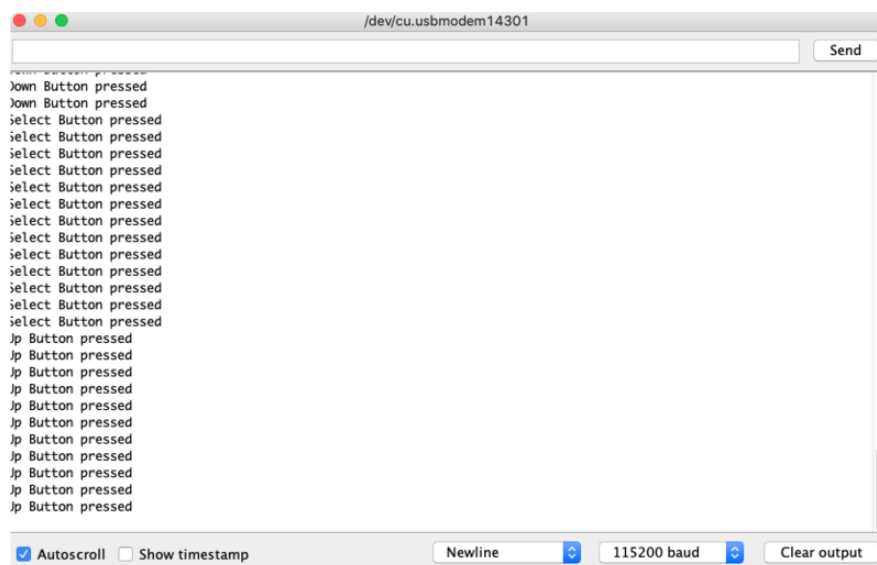 /dev/cu.usbmodem14301
Send
Down Button pressed
Down Button pressed
Down Button pressed
Select Button pressed
Select Button pressed
Select Button pressed
Select Button pressed
Select Button pressed
Select Button pressed
Select Button pressed
Select Button pressed
Select Button pressed
Select Button pressed
Select Button pressed
Select Button pressed
Select Button pressed
Up Button pressed
Up Button pressed
Up Button pressed
Up Button pressed
Up Button pressed
Up Button pressed
Up Button pressed
Up Button pressed
Up Button pressed
Up Button pressed
Up Button pressed
Autoscroll Show timestamp Newline 115200 baud Clear output